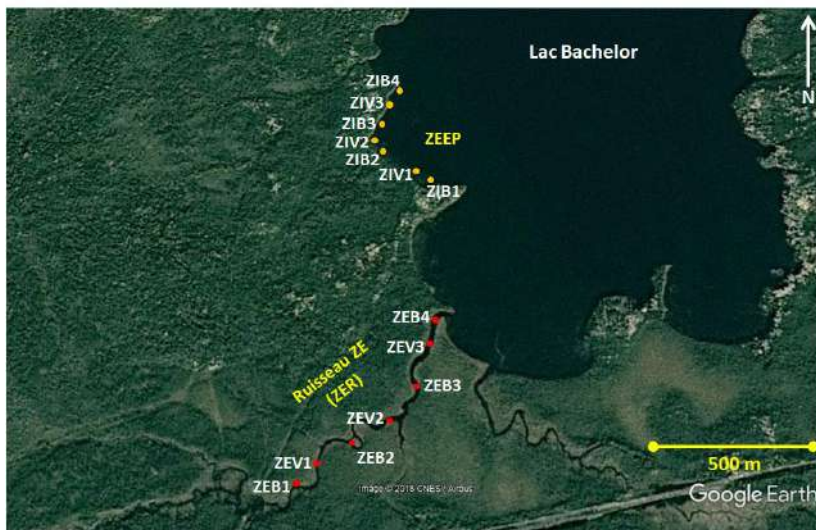 Lac Bachelor
N
ZIB4
ZIV3
ZIB3
ZEEP
ZIV2
ZIB2
ZIV1
ZIB1
ZEB4
ZEV3
Ruisseau ZE
(ZER)
ZEB3
ZEV2
ZEB2
ZEV1
500 m
ZEB1
Image © 2018 CNES / Airbus
Google Earth